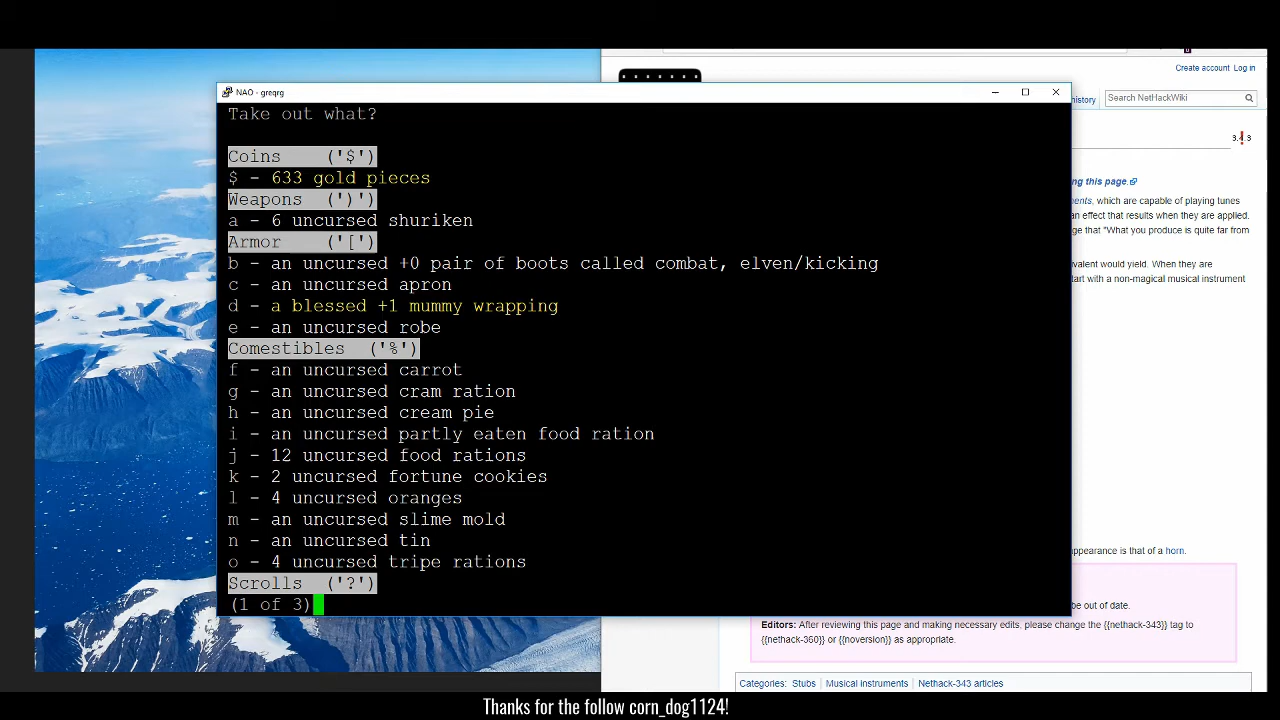 Create account Log in
NAO - greqrg
history
Search NetHackWiki
Take out what?
Coins ('$')
$ - 633 gold pieces
Weapons (')')
a - 6 uncursed shuriken
Armor ('[')
b - an uncursed +0 pair of boots called combat, elven/kicking
c - an uncursed apron
d - a blessed +1 mummy wrapping
e - an uncursed robe
Comestibles ('%')
f - an uncursed carrot
g - an uncursed cram ration
h - an uncursed cream pie
i - an uncursed partly eaten food ration
j - 12 uncursed food rations
k - 2 uncursed fortune cookies
l - 4 uncursed oranges
m - an uncursed slime mold
n - an uncursed tin
o - 4 uncursed tripe rations
Scrolls ('?')
(1 of 3)
ng this page.
ments, which are capable of playing tunes
an effect that results when they are applied.
ge that "What you produce is quite far from
valent would yield. When they are
tart with a non-magical musical instrument
appearance is that of a horn.
be out of date.
Editors: After reviewing this page and making necessary edits, please change the {{nethack-343}} tag to
{{nethack-360}} or {{noversion}} as appropriate.
Categories: Stubs | Musical instruments | Nethack-343 articles
Thanks for the follow corn_dog1124!